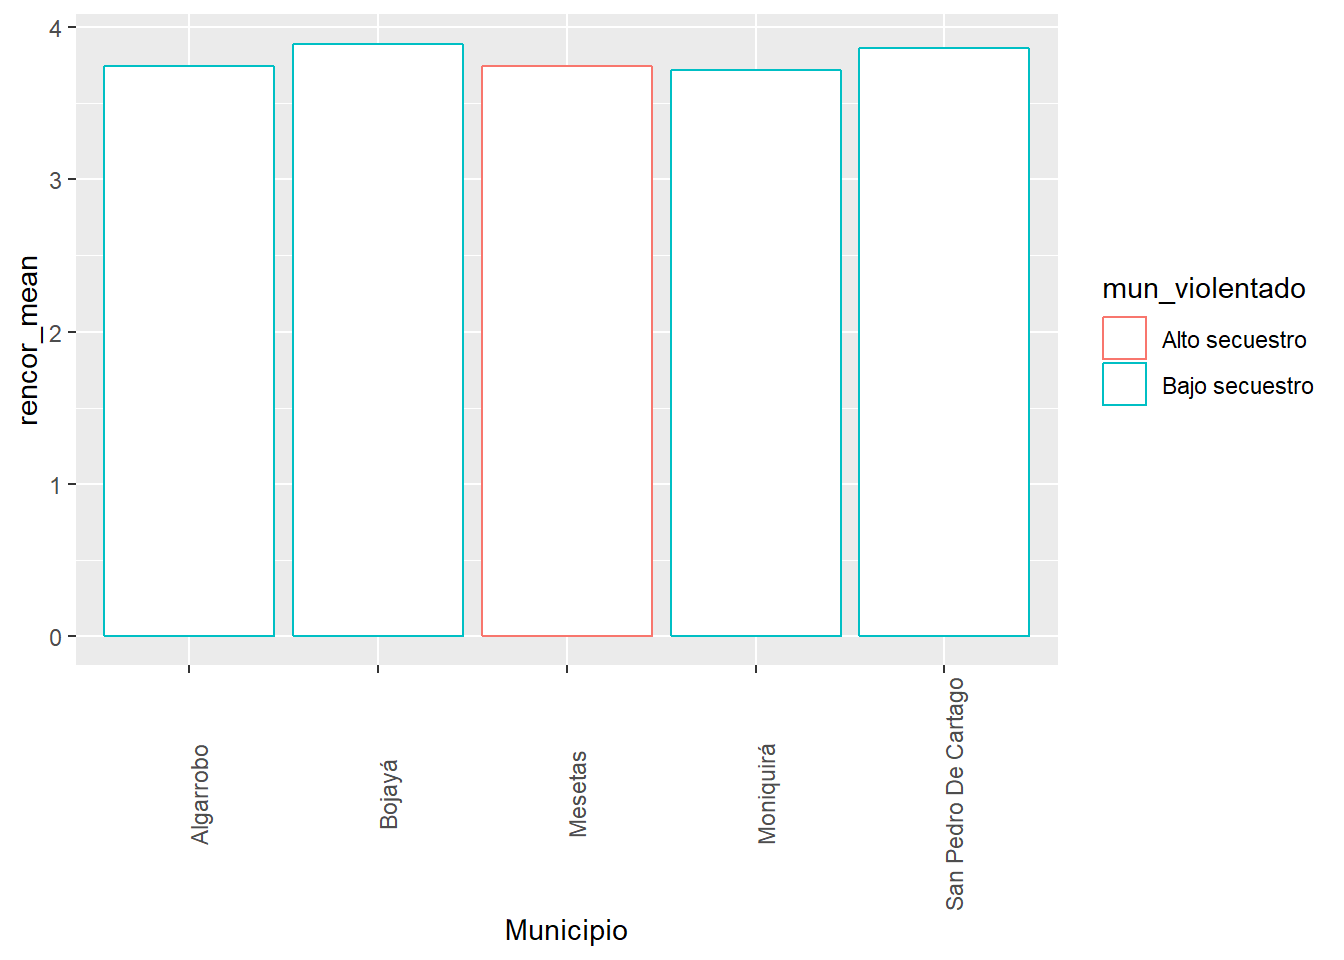 4
3
2
1
0
rencor_mean
Algarrobo
Bojayá
Mesetas
Moniquirá
San Pedro De Cartago
Municipio
mun_violentado
Alto secuestro
Bajo secuestro